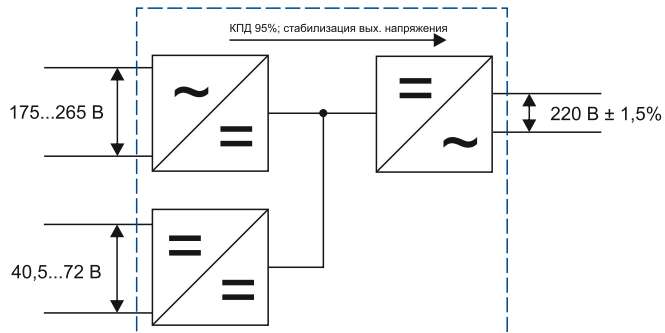 КПД 95%; стабилизация вых. напряжения
175...265 В
220 В ± 1,5%
40,5...72 В